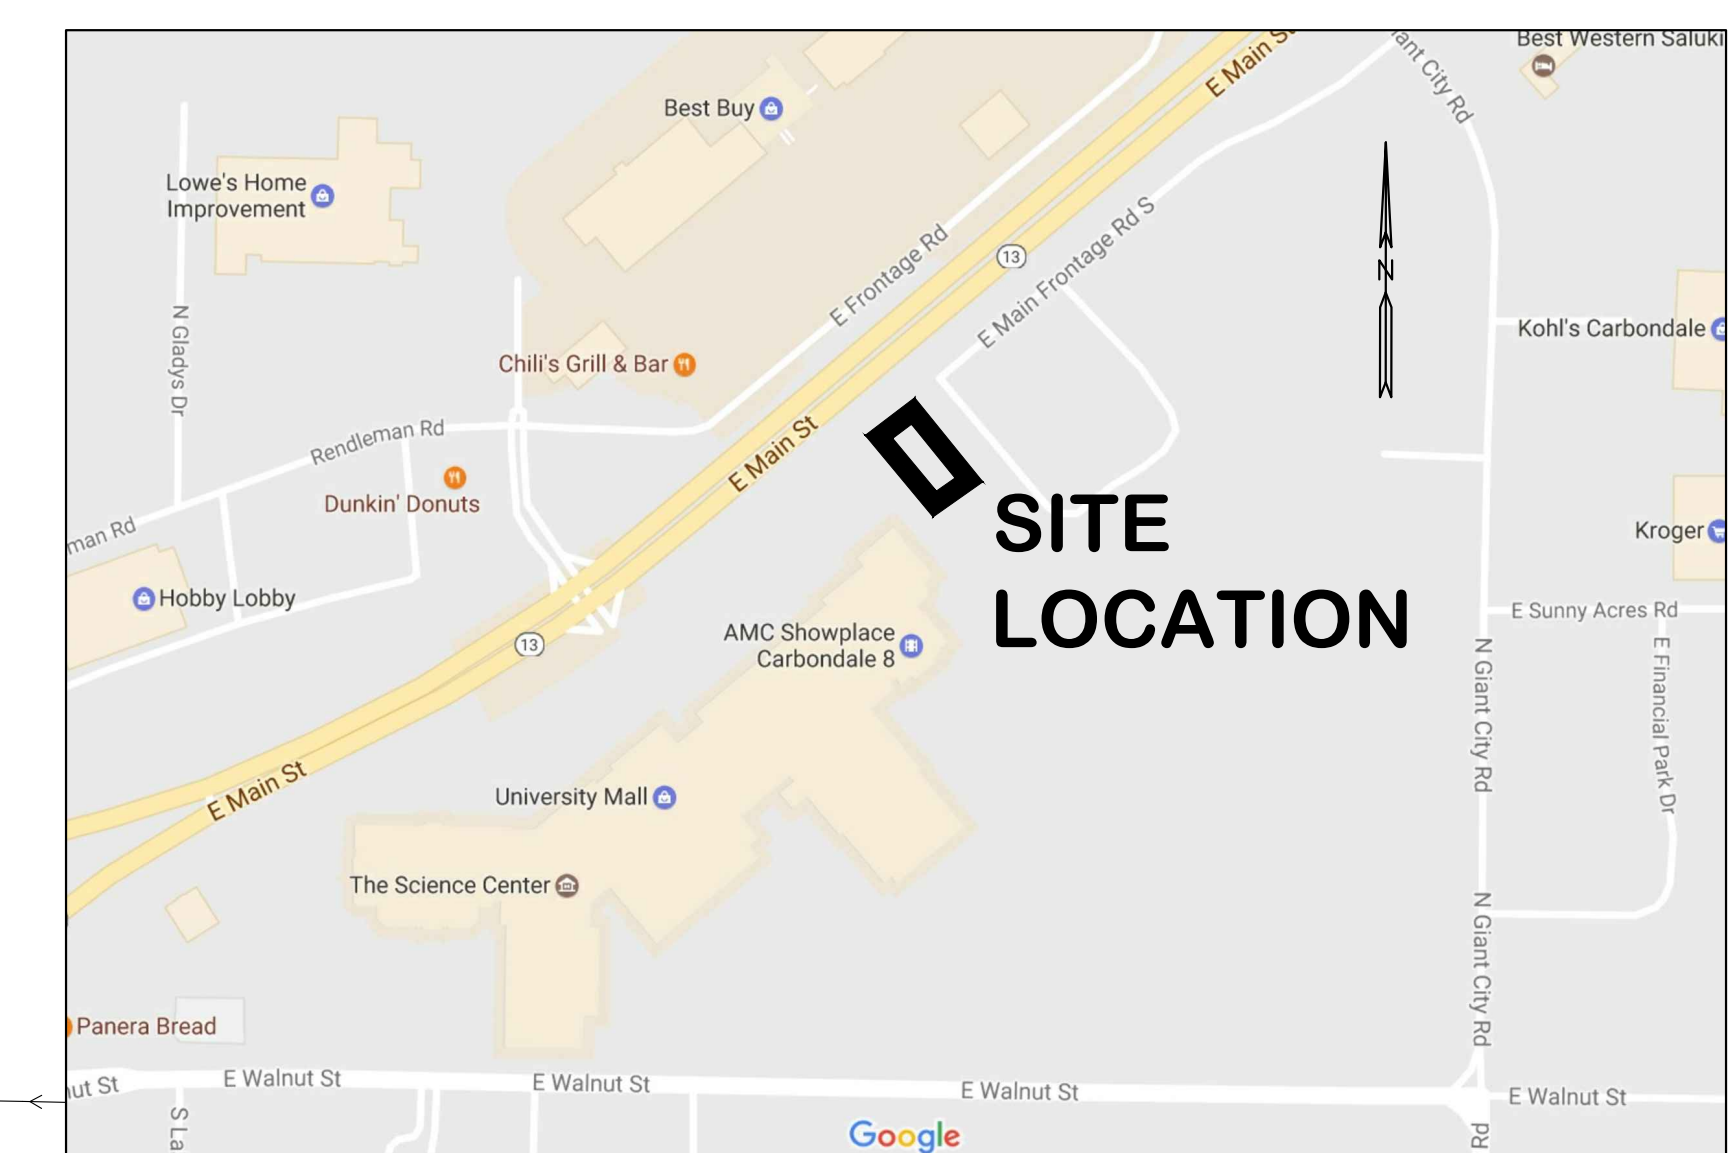 Best Western Saluki
E Main St
iant City Rd
Best Buy
Lowe's Home
Improvement
E Frontage Rd
13
E Main Frontage Rd S
N
N Gladys Dr
Kohl's Carbondale
Chili's Grill & Bar
Rendleman Rd
E Main St
Dunkin' Donuts
man Rd
SITE
LOCATION
Kroger
Hobby Lobby
E Sunny Acres Rd
13
AMC Showplace
Carbondale 8
N Giant City Rd
E Financial Park Dr
E Main St
University Mall
The Science Center
N Giant City Rd
Panera Bread
nut St
E Walnut St
E Walnut St
E Walnut St
E Walnut St
S La
Google
Rd